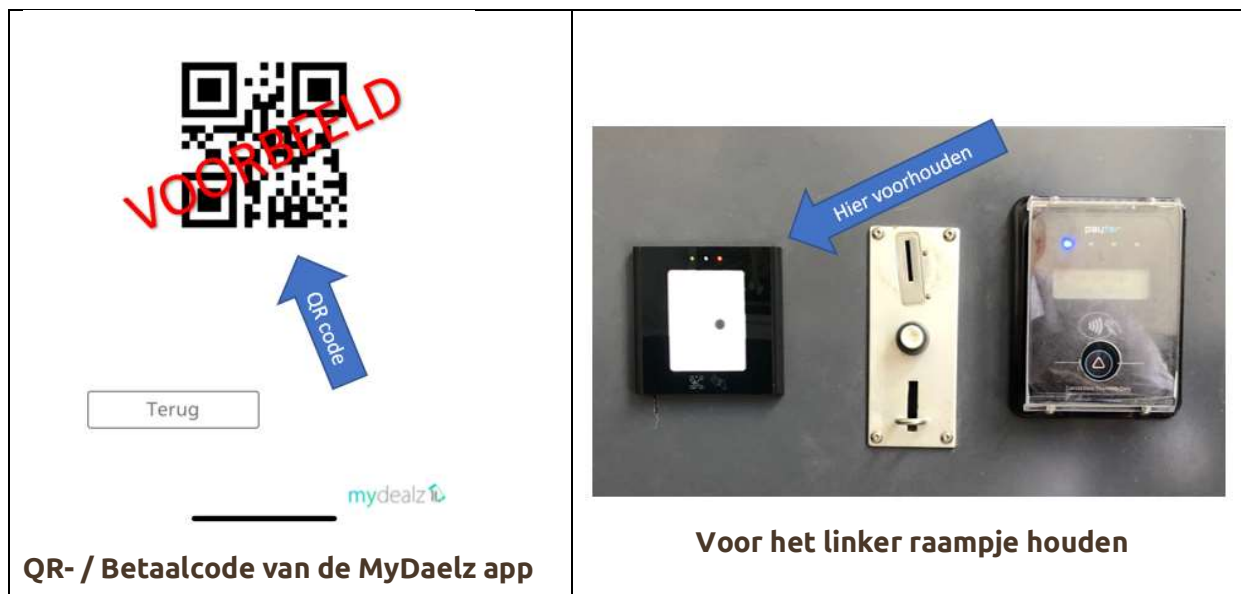 VOORBEELD
QR code
Terug
mydealz
QR- / Betaalcode van de MyDaelz app
Hier voorhouden
payter
Voor het linker raampje houden